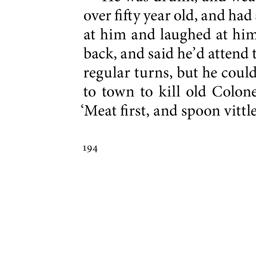 over fifty year old, and had
at him and laughed at him
back, and said he'd attend t
regular turns, but he could
to town to kill old Colone
'Meat first, and spoon vittle
194